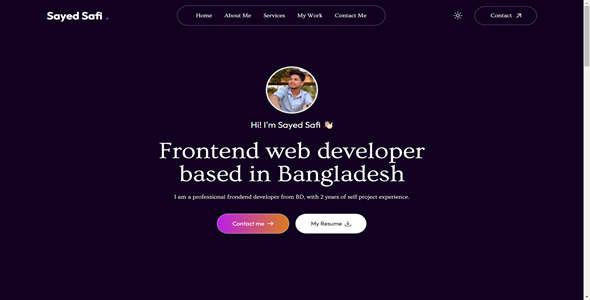 Sayed Safi .
Home About Me Services My Work Contact Me
Contact
Hi! I'm Sayed Safi
Frontend web developer
based in Bangladesh
I am a professional frondend developer from BD, with 2 years of self project experience.
Contact me
My Resume